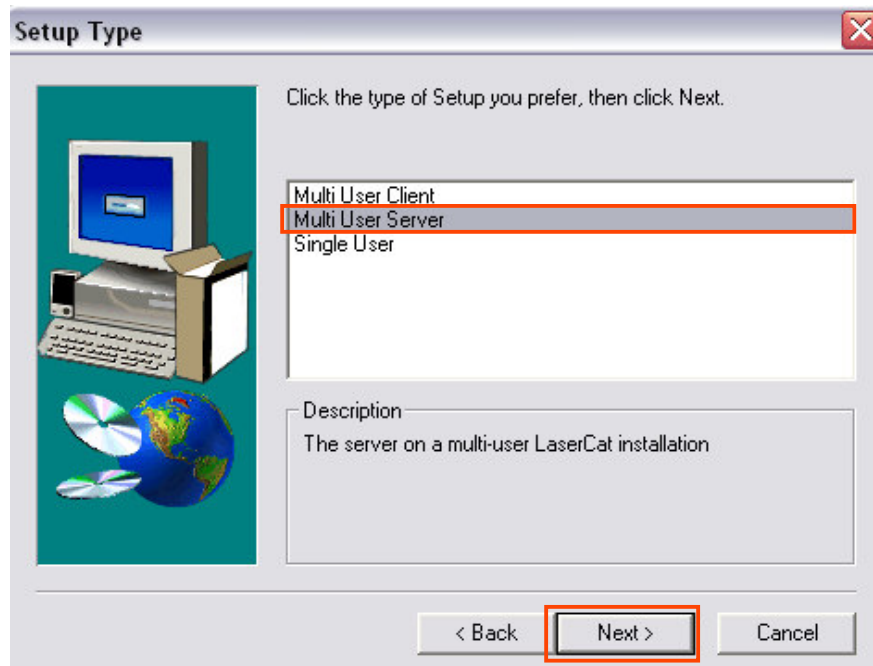 Setup Type
Click the type of Setup you prefer, then click Next.
Multi User Client
Multi User Server
Single User
Description
The server on a multi-user LaserCat installation
< Back
Next >
Cancel